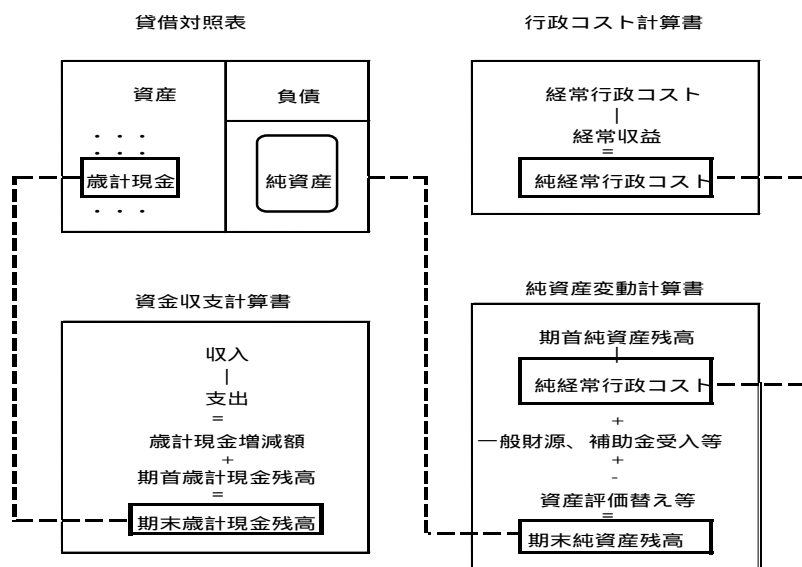 貸借対照表
資産
負債
・ ・ ・
・ ・ ・
歳計現金
・ ・ ・
純資産
行政コスト計算書
経常行政コスト
|
経常収益
=
純経常行政コスト
資金収支計算書
収入
|
支出
=
歳計現金増減額
+
期首歳計現金残高
=
期末歳計現金残高
純資産変動計算書
期首純資産残高
|
純経常行政コスト
+
一般財源、補助金受入等
+
-
資産評価替え等
=
期末純資産残高